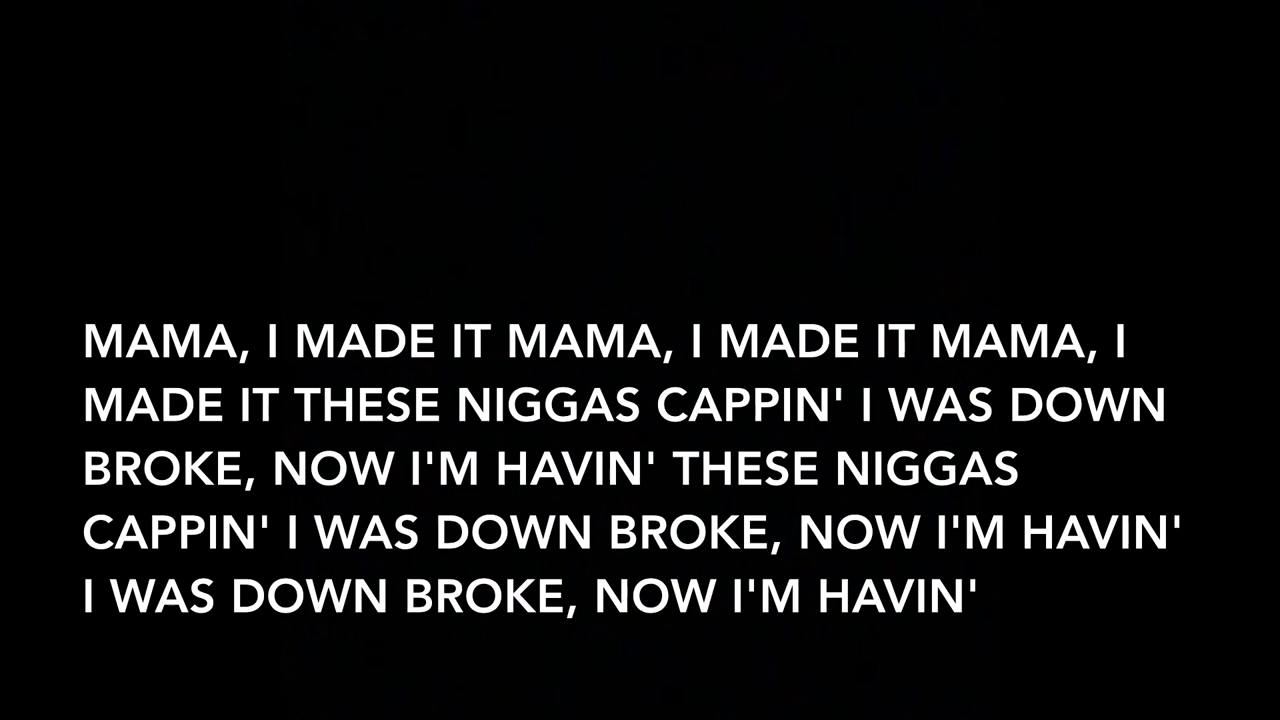 MAMA, I MADE IT MAMA, I MADE IT MAMA, I
MADE IT THESE NIGGAS CAPPIN' I WAS DOWN
BROKE, NOW I'M HAVIN' THESE NIGGAS
CAPPIN' I WAS DOWN BROKE, NOW I'M HAVIN'
I WAS DOWN BROKE, NOW I'M HAVIN'